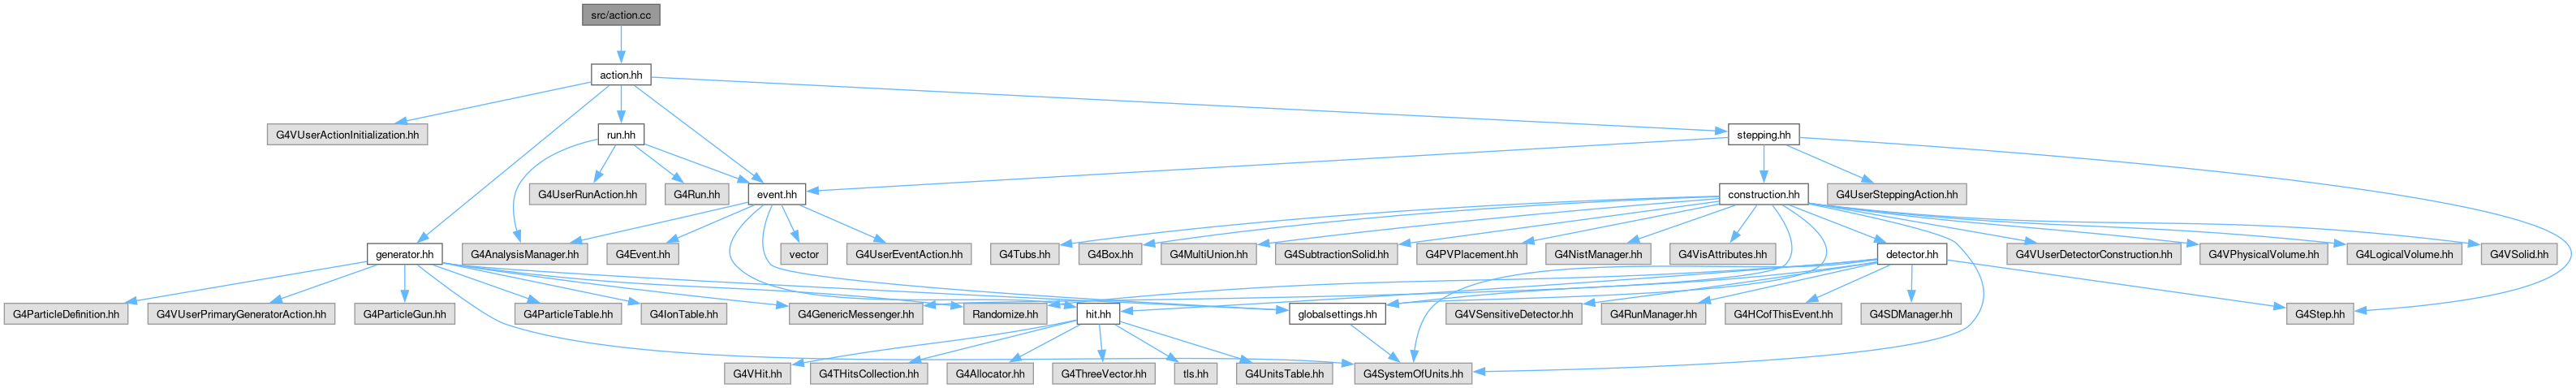 src/action.cc
action.hh
G4VUserActionInitialization.hh
run.hh
stepping.hh
G4UserRunAction.hh
G4Run.hh
event.hh
construction.hh
G4UserSteppingAction.hh
generator.hh
G4AnalysisManager.hh
G4Event.hh
vector
G4UserEventAction.hh
G4Tubs.hh
G4Box.hh
G4MultiUnion.hh
G4SubtractionSolid.hh
G4PVPlacement.hh
G4NistManager.hh
G4VisAttributes.hh
detector.hh
G4VUserDetectorConstruction.hh
G4VPhysicalVolume.hh
G4LogicalVolume.hh
G4VSolid.hh
G4ParticleDefinition.hh
G4VUserPrimaryGeneratorAction.hh
G4ParticleGun.hh
G4ParticleTable.hh
G4IonTable.hh
G4GenericMessenger.hh
Randomize.hh
hit.hh
globalsettings.hh
G4VSensitiveDetector.hh
G4RunManager.hh
G4HCofThisEvent.hh
G4SDManager.hh
G4Step.hh
G4VHit.hh
G4THitsCollection.hh
G4Allocator.hh
G4ThreeVector.hh
tls.hh
G4UnitsTable.hh
G4SystemOfUnits.hh